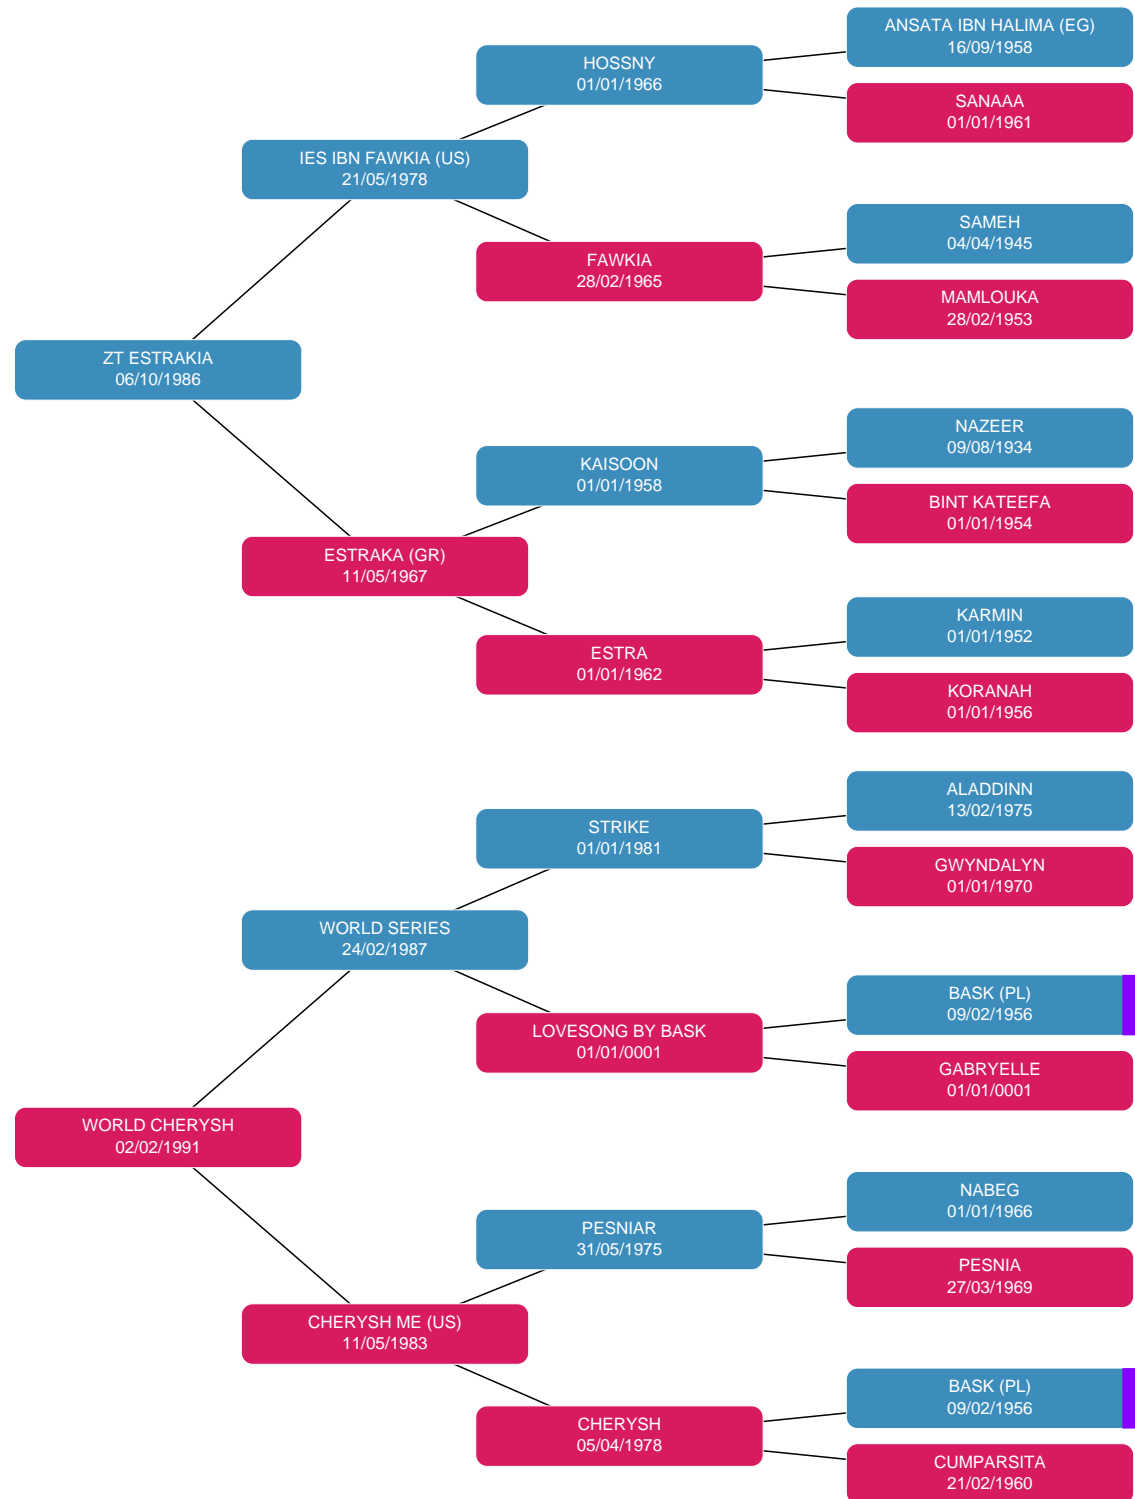 ANSATA IBN HALIMA (EG)
16/09/1958
HOSSNY
01/01/1966
SANAAA
01/01/1961
IES IBN FAWKIA (US)
21/05/1978
SAMEH
04/04/1945
FAWKIA
28/02/1965
MAMLOUKA
28/02/1953
ZT ESTRAKIA
06/10/1986
NAZEER
09/08/1934
KAISOON
01/01/1958
BINT KATEEFA
01/01/1954
ESTRAKA (GR)
11/05/1967
KARMIN
01/01/1952
ESTRA
01/01/1962
KORANAH
01/01/1956
ALADDINN
13/02/1975
STRIKE
01/01/1981
GWYNDALYN
01/01/1970
WORLD SERIES
24/02/1987
BASK (PL)
09/02/1956
LOVESONG BY BASK
01/01/0001
GABRYELLE
01/01/0001
WORLD CHERYSH
02/02/1991
NABEG
01/01/1966
PESNIAR
31/05/1975
PESNIA
27/03/1969
CHERYSH ME (US)
11/05/1983
BASK (PL)
09/02/1956
CHERYSH
05/04/1978
CUMPARSITA
21/02/1960